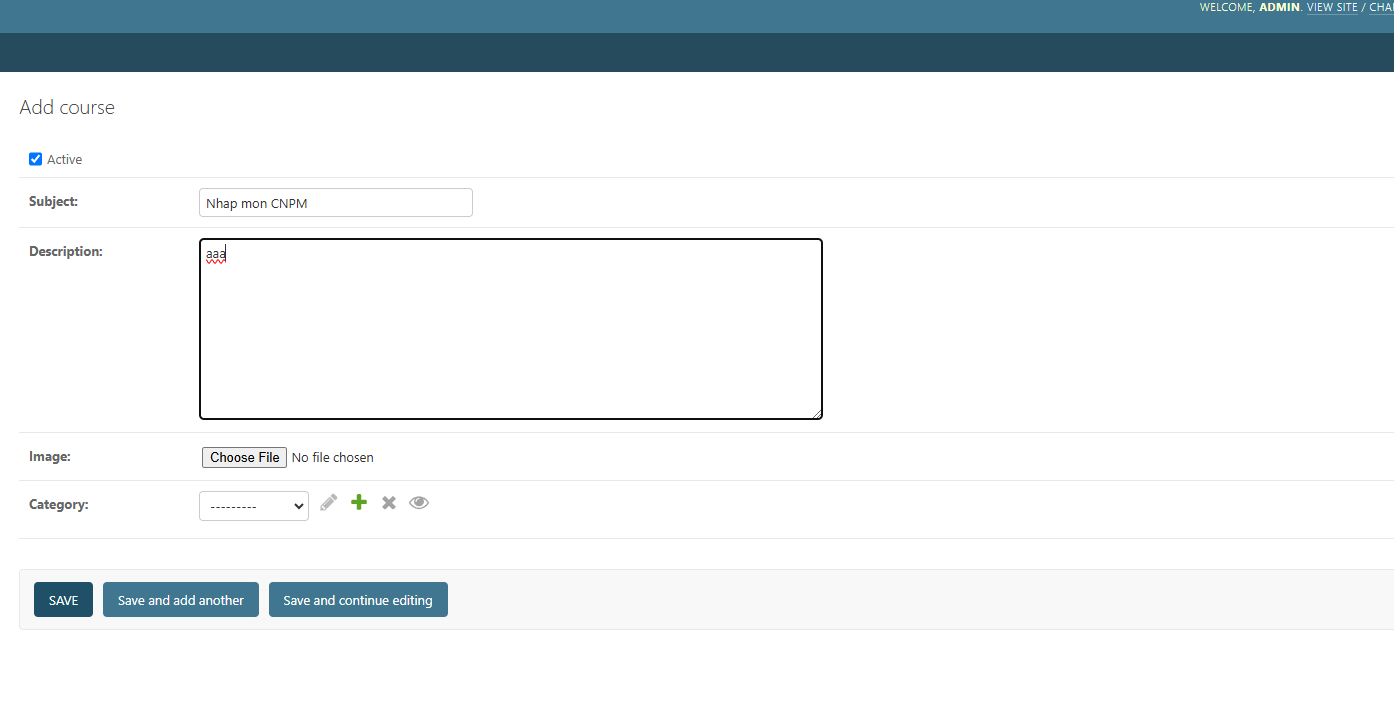 WELCOME, ADMIN. VIEW SITE / CHA
Add course
Active
Subject: Nhap mon CNPM
Description: aaa
Image: Choose File No file chosen
Category: ---------
SAVE Save and add another Save and continue editing